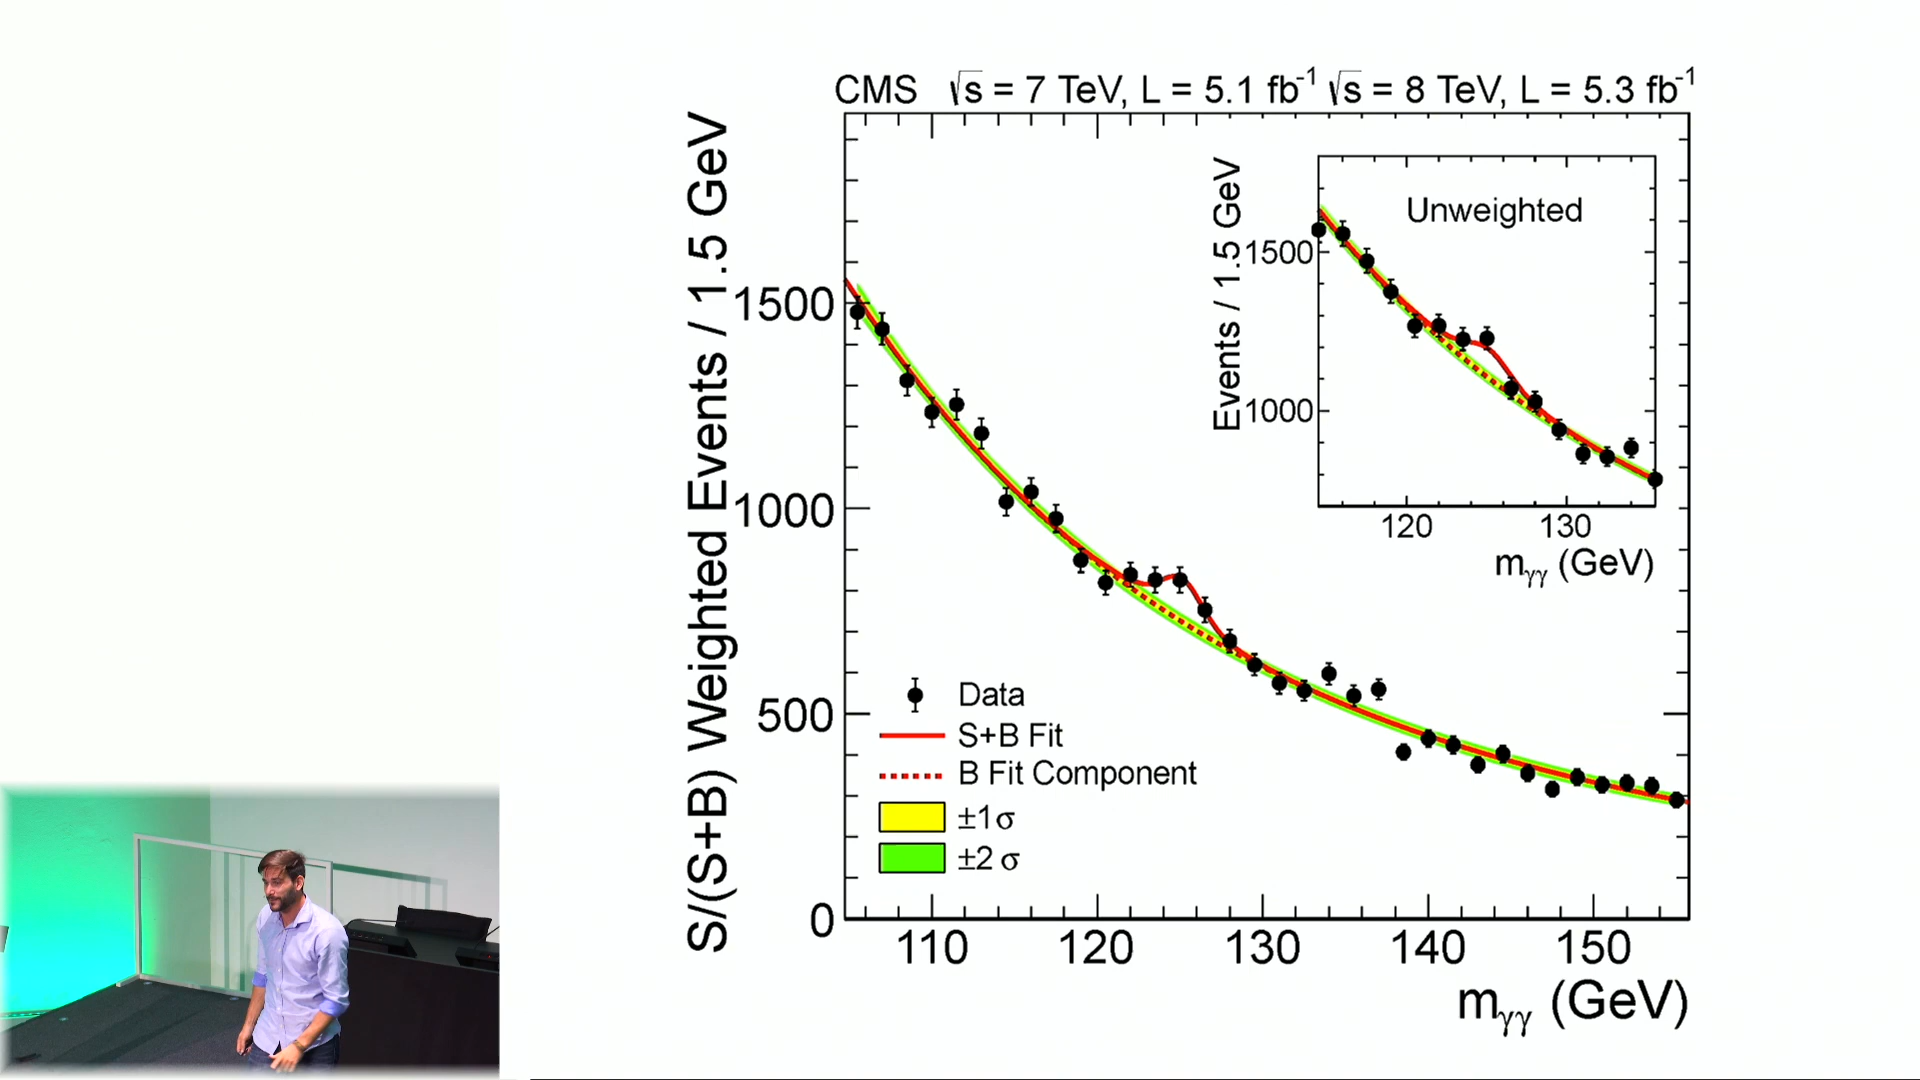 CMS √s = 7 TeV, L = 5.1 fb⁻¹ √s = 8 TeV, L = 5.3 fb⁻¹
S/(S+B) Weighted Events / 1.5 GeV
1500
1000
500
0
110 120 130 140 150
mγγ (GeV)
Data
S+B Fit
B Fit Component
±1σ
±2 σ
Unweighted
Events / 1.5 GeV
1500
1000
120 130
mγγ (GeV)